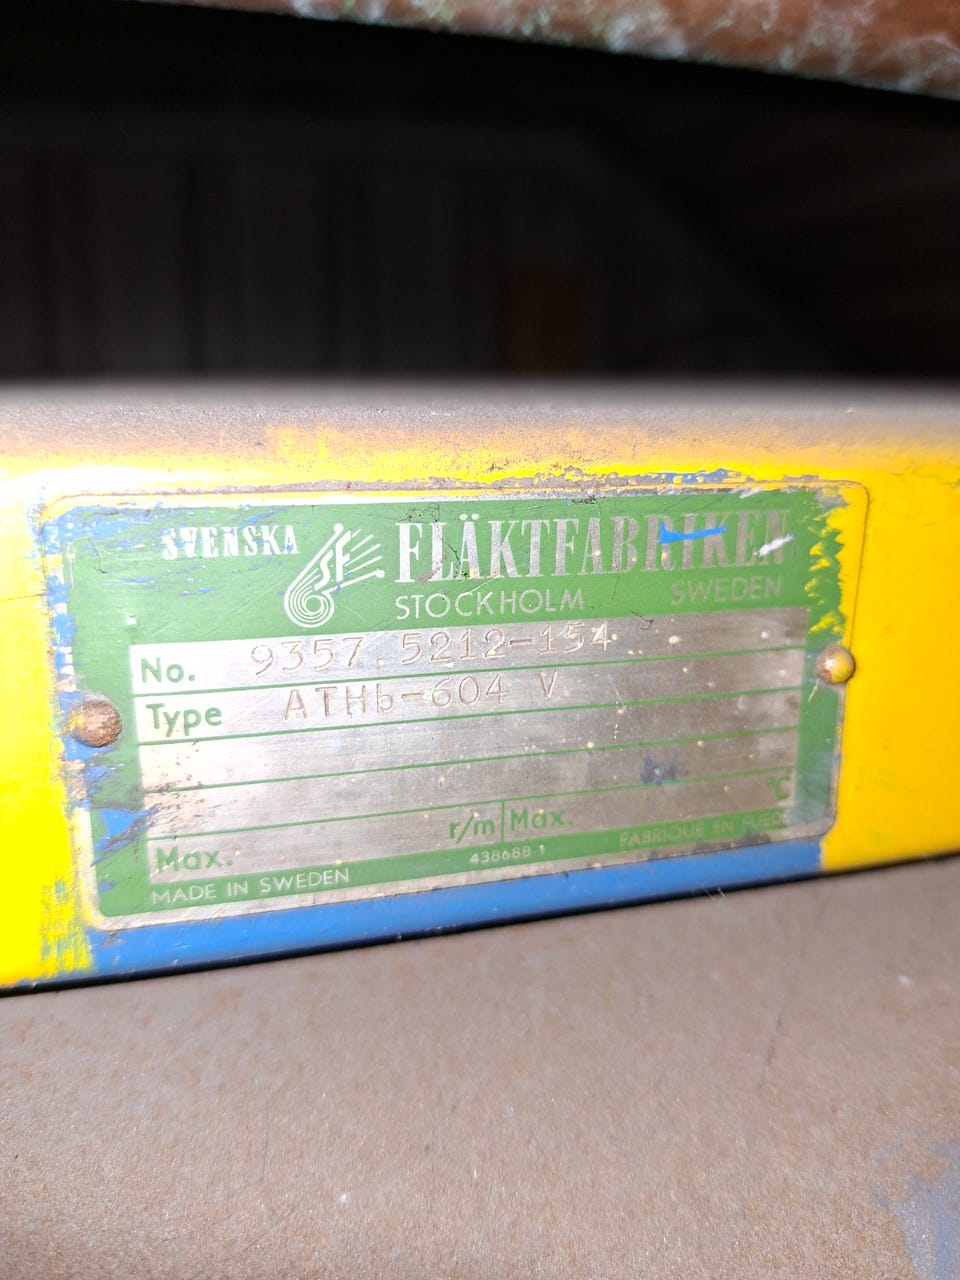 SVENSKA SF FLÄKTFABRIKEN
STOCKHOLM SWEDEN
No. 9357.5212-154
Type ATHb-604 V
°C
Max. r/m Max.
MADE IN SWEDEN 438688 1 FABRIQUE EN SUEDE